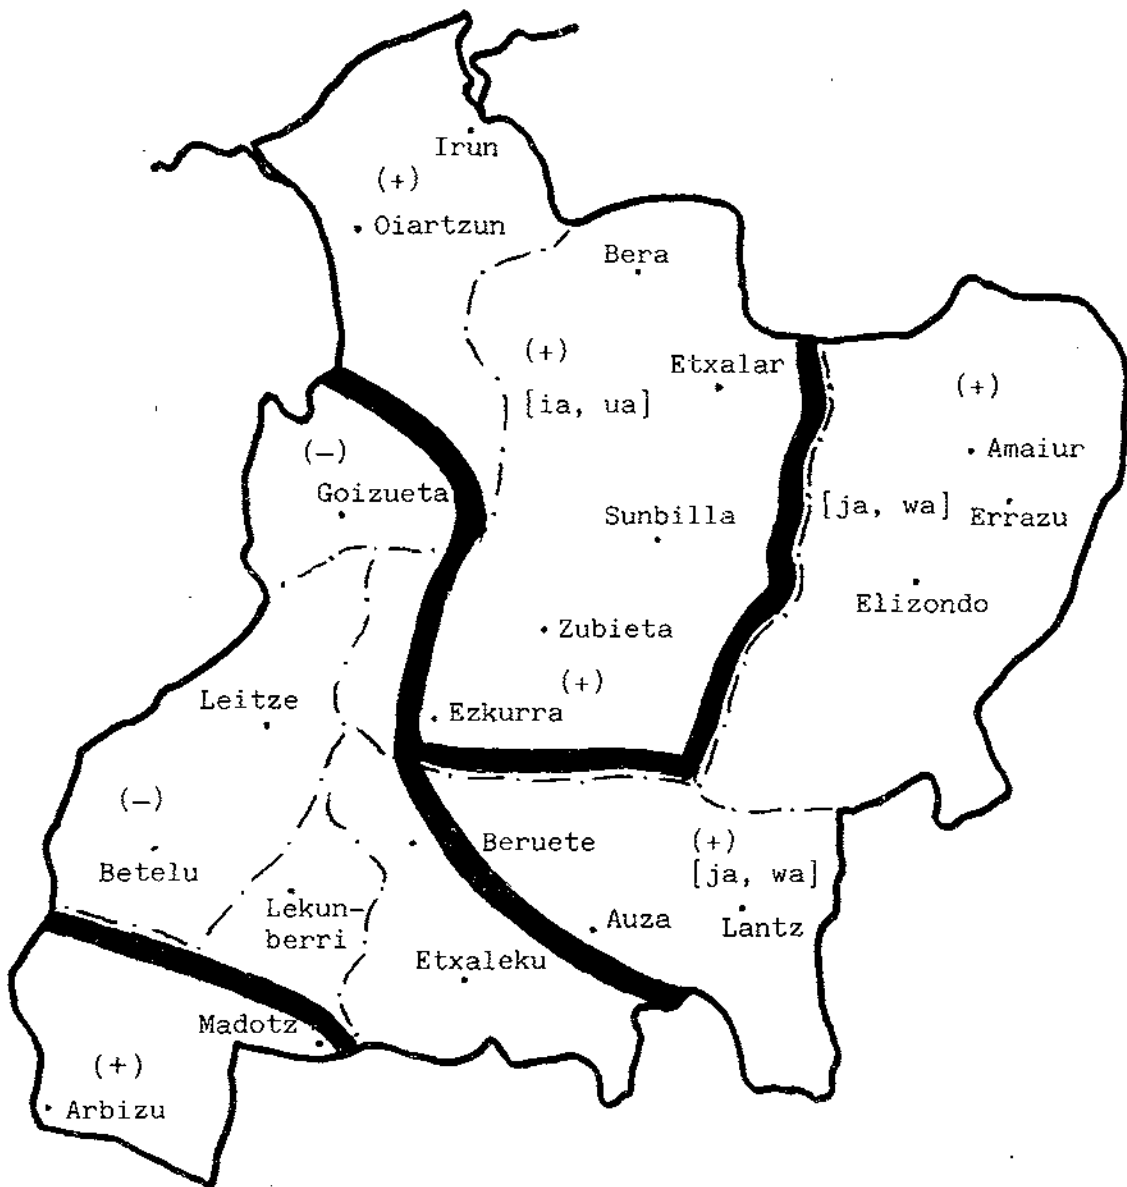 Irun
(+)
Oiartzun
Bera
(+)
Etxalar
[ia, ua]
(+)
Amaiur
(−)
Goizueta
Sunbilla
[ja, wa]
Errazu
Elizondo
Zubieta
(+)
Leitze
Ezkurra
(−)
Betelu
Beruete
(+)
[ja, wa]
Lekun-
berri
Auza
Lantz
Etxaleku
Madotz
(+)
Arbizu